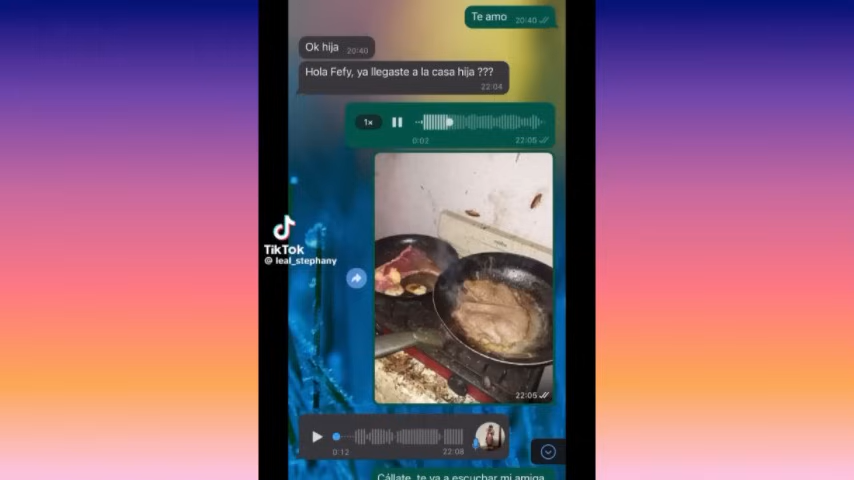 Te amo 20:40
Ok hija 20:40
Hola Fefy, ya llegaste a la casa hija ???
22:04
1×
0:02 22:05
TikTok
@ leal_stephany
22:05
0:12 22:08
Cállate, te va a escuchar mi amiga